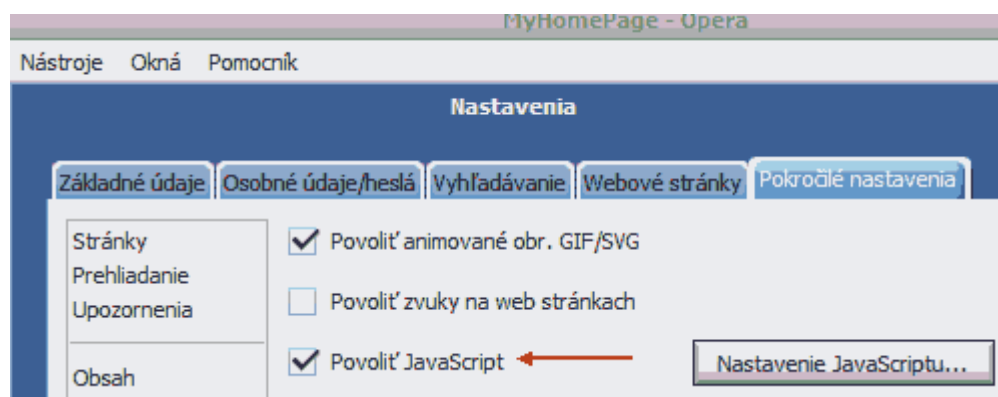 MyHomePage - Opera
Nástroje Okná Pomocník
Nastavenia
Základné údaje Osobné údaje/heslá Vyhľadávanie Webové stránky Pokročilé nastavenia
Stránky
Prehliadanie
Upozornenia
Obsah
Povoliť animované obr. GIF/SVG
Povoliť zvuky na web stránkach
Povoliť JavaScript
Nastavenie JavaScriptu...